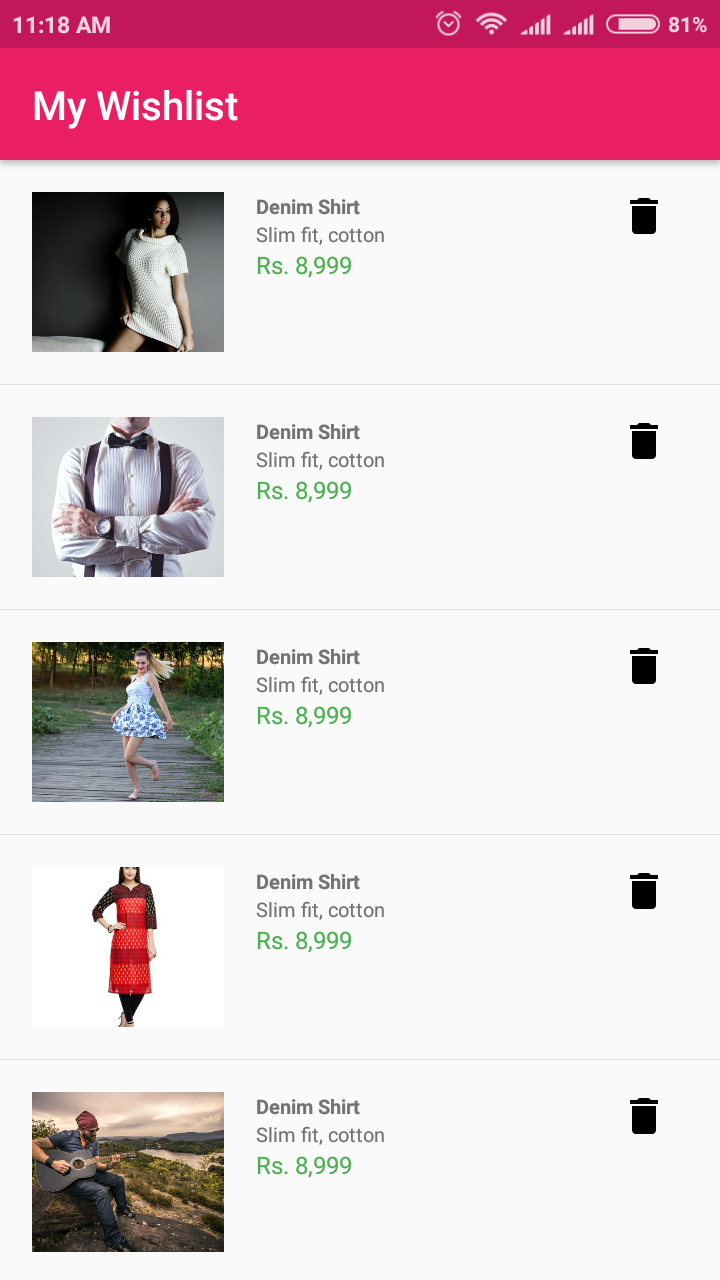 11:18 AM 81%
My Wishlist
Denim Shirt
Slim fit, cotton
Rs. 8,999
Denim Shirt
Slim fit, cotton
Rs. 8,999
Denim Shirt
Slim fit, cotton
Rs. 8,999
Denim Shirt
Slim fit, cotton
Rs. 8,999
Denim Shirt
Slim fit, cotton
Rs. 8,999